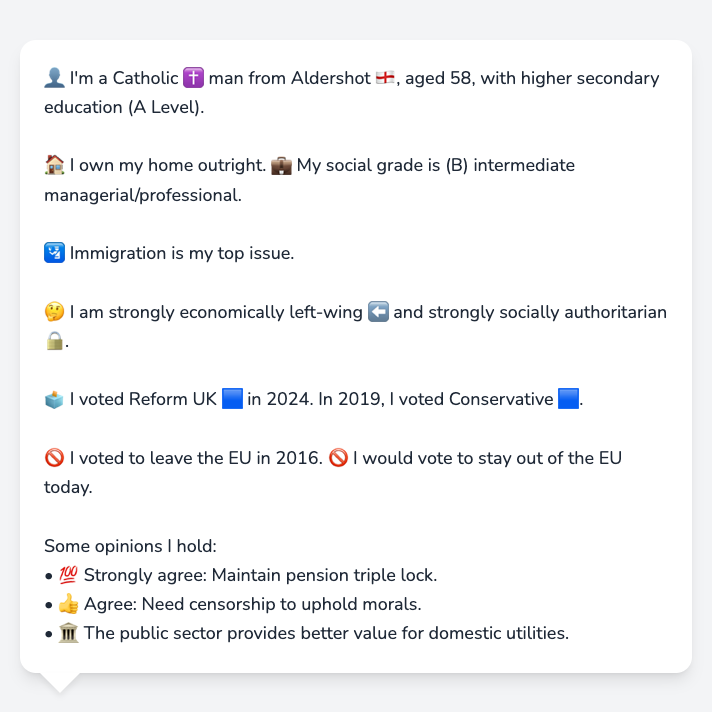 👤 I'm a Catholic ✝️ man from Aldershot 🏴󠁧󠁢󠁥󠁮󠁧󠁿, aged 58, with higher secondary
education (A Level).
🏠 I own my home outright. 💼 My social grade is (B) intermediate
managerial/professional.
🛂 Immigration is my top issue.
🤔 I am strongly economically left-wing ⬅️ and strongly socially authoritarian
🔒.
🗳️ I voted Reform UK 🟦 in 2024. In 2019, I voted Conservative 🟦.
🚫 I voted to leave the EU in 2016. 🚫 I would vote to stay out of the EU
today.
Some opinions I hold:
• 💯 Strongly agree: Maintain pension triple lock.
• 👍 Agree: Need censorship to uphold morals.
• 🏛️ The public sector provides better value for domestic utilities.